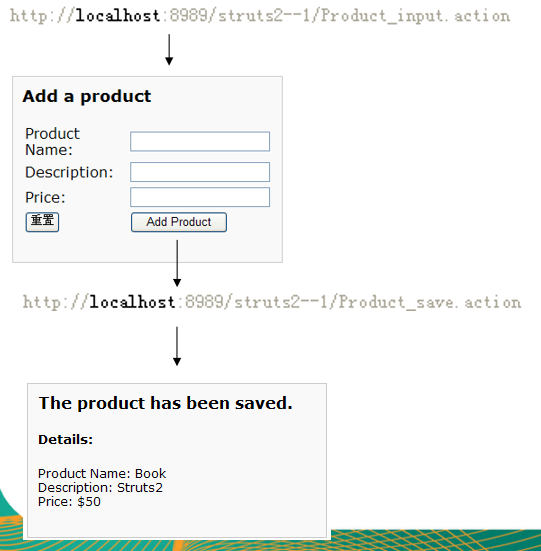 http://localhost:8989/struts2--1/Product_input.action
Add a product
Product
Name:
Description:
Price:
重置 Add Product
http://localhost:8989/struts2--1/Product_save.action
The product has been saved.
Details:
Product Name: Book
Description: Struts2
Price: $50